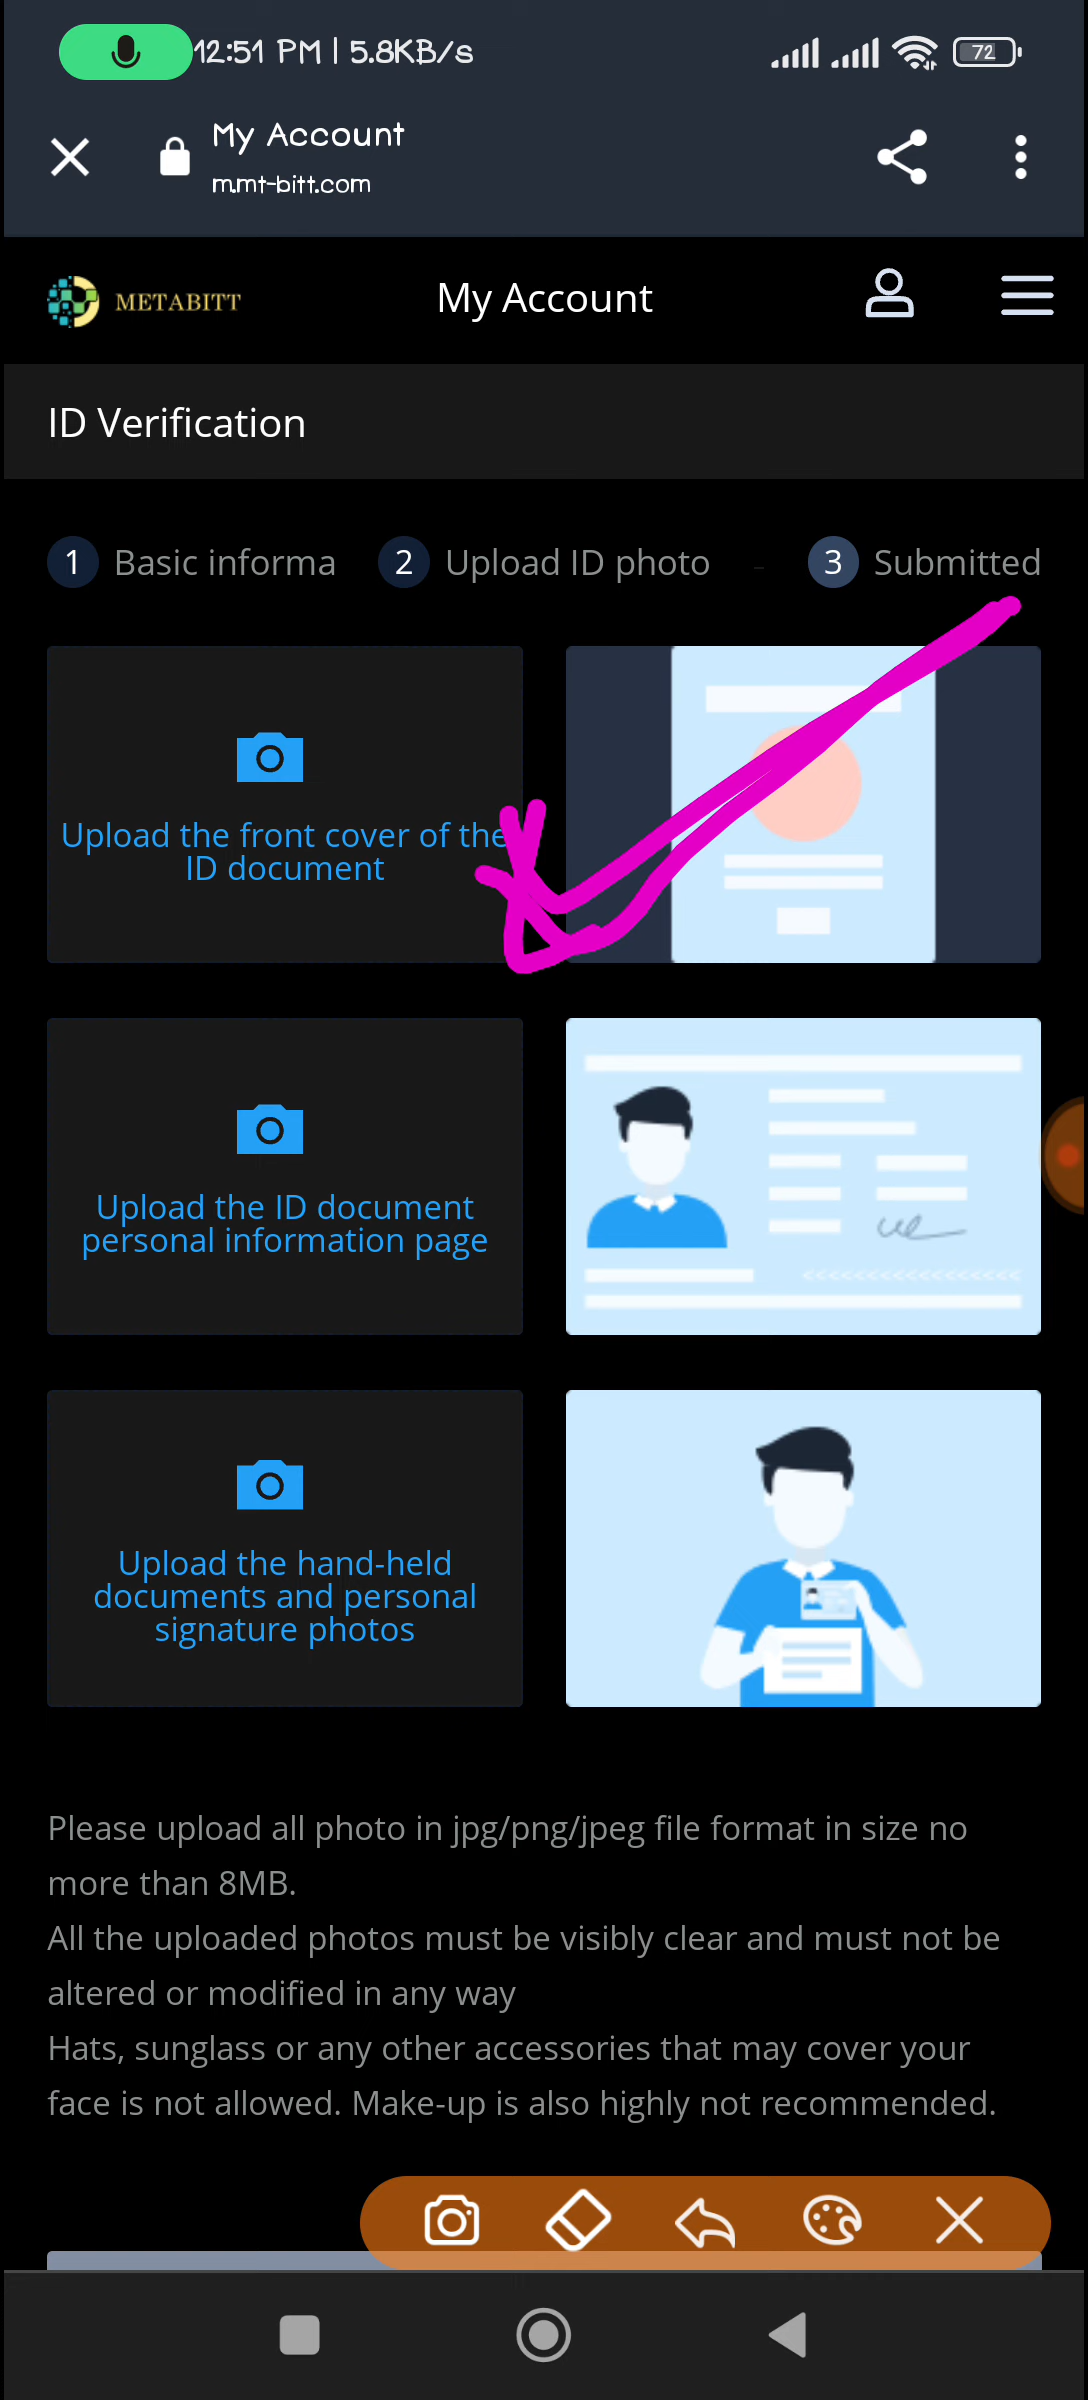 12:51 PM | 5.8KB/s
72
My Account
m.mt-bitt.com
METABITT
My Account
ID Verification
1 Basic informa
2 Upload ID photo
-
3 Submitted
Upload the front cover of the
ID document
Upload the ID document
personal information page
<<<<<<<<<<<<<<<<<
Upload the hand-held
documents and personal
signature photos
Please upload all photo in jpg/png/jpeg file format in size no
more than 8MB.
All the uploaded photos must be visibly clear and must not be
altered or modified in any way
Hats, sunglass or any other accessories that may cover your
face is not allowed. Make-up is also highly not recommended.